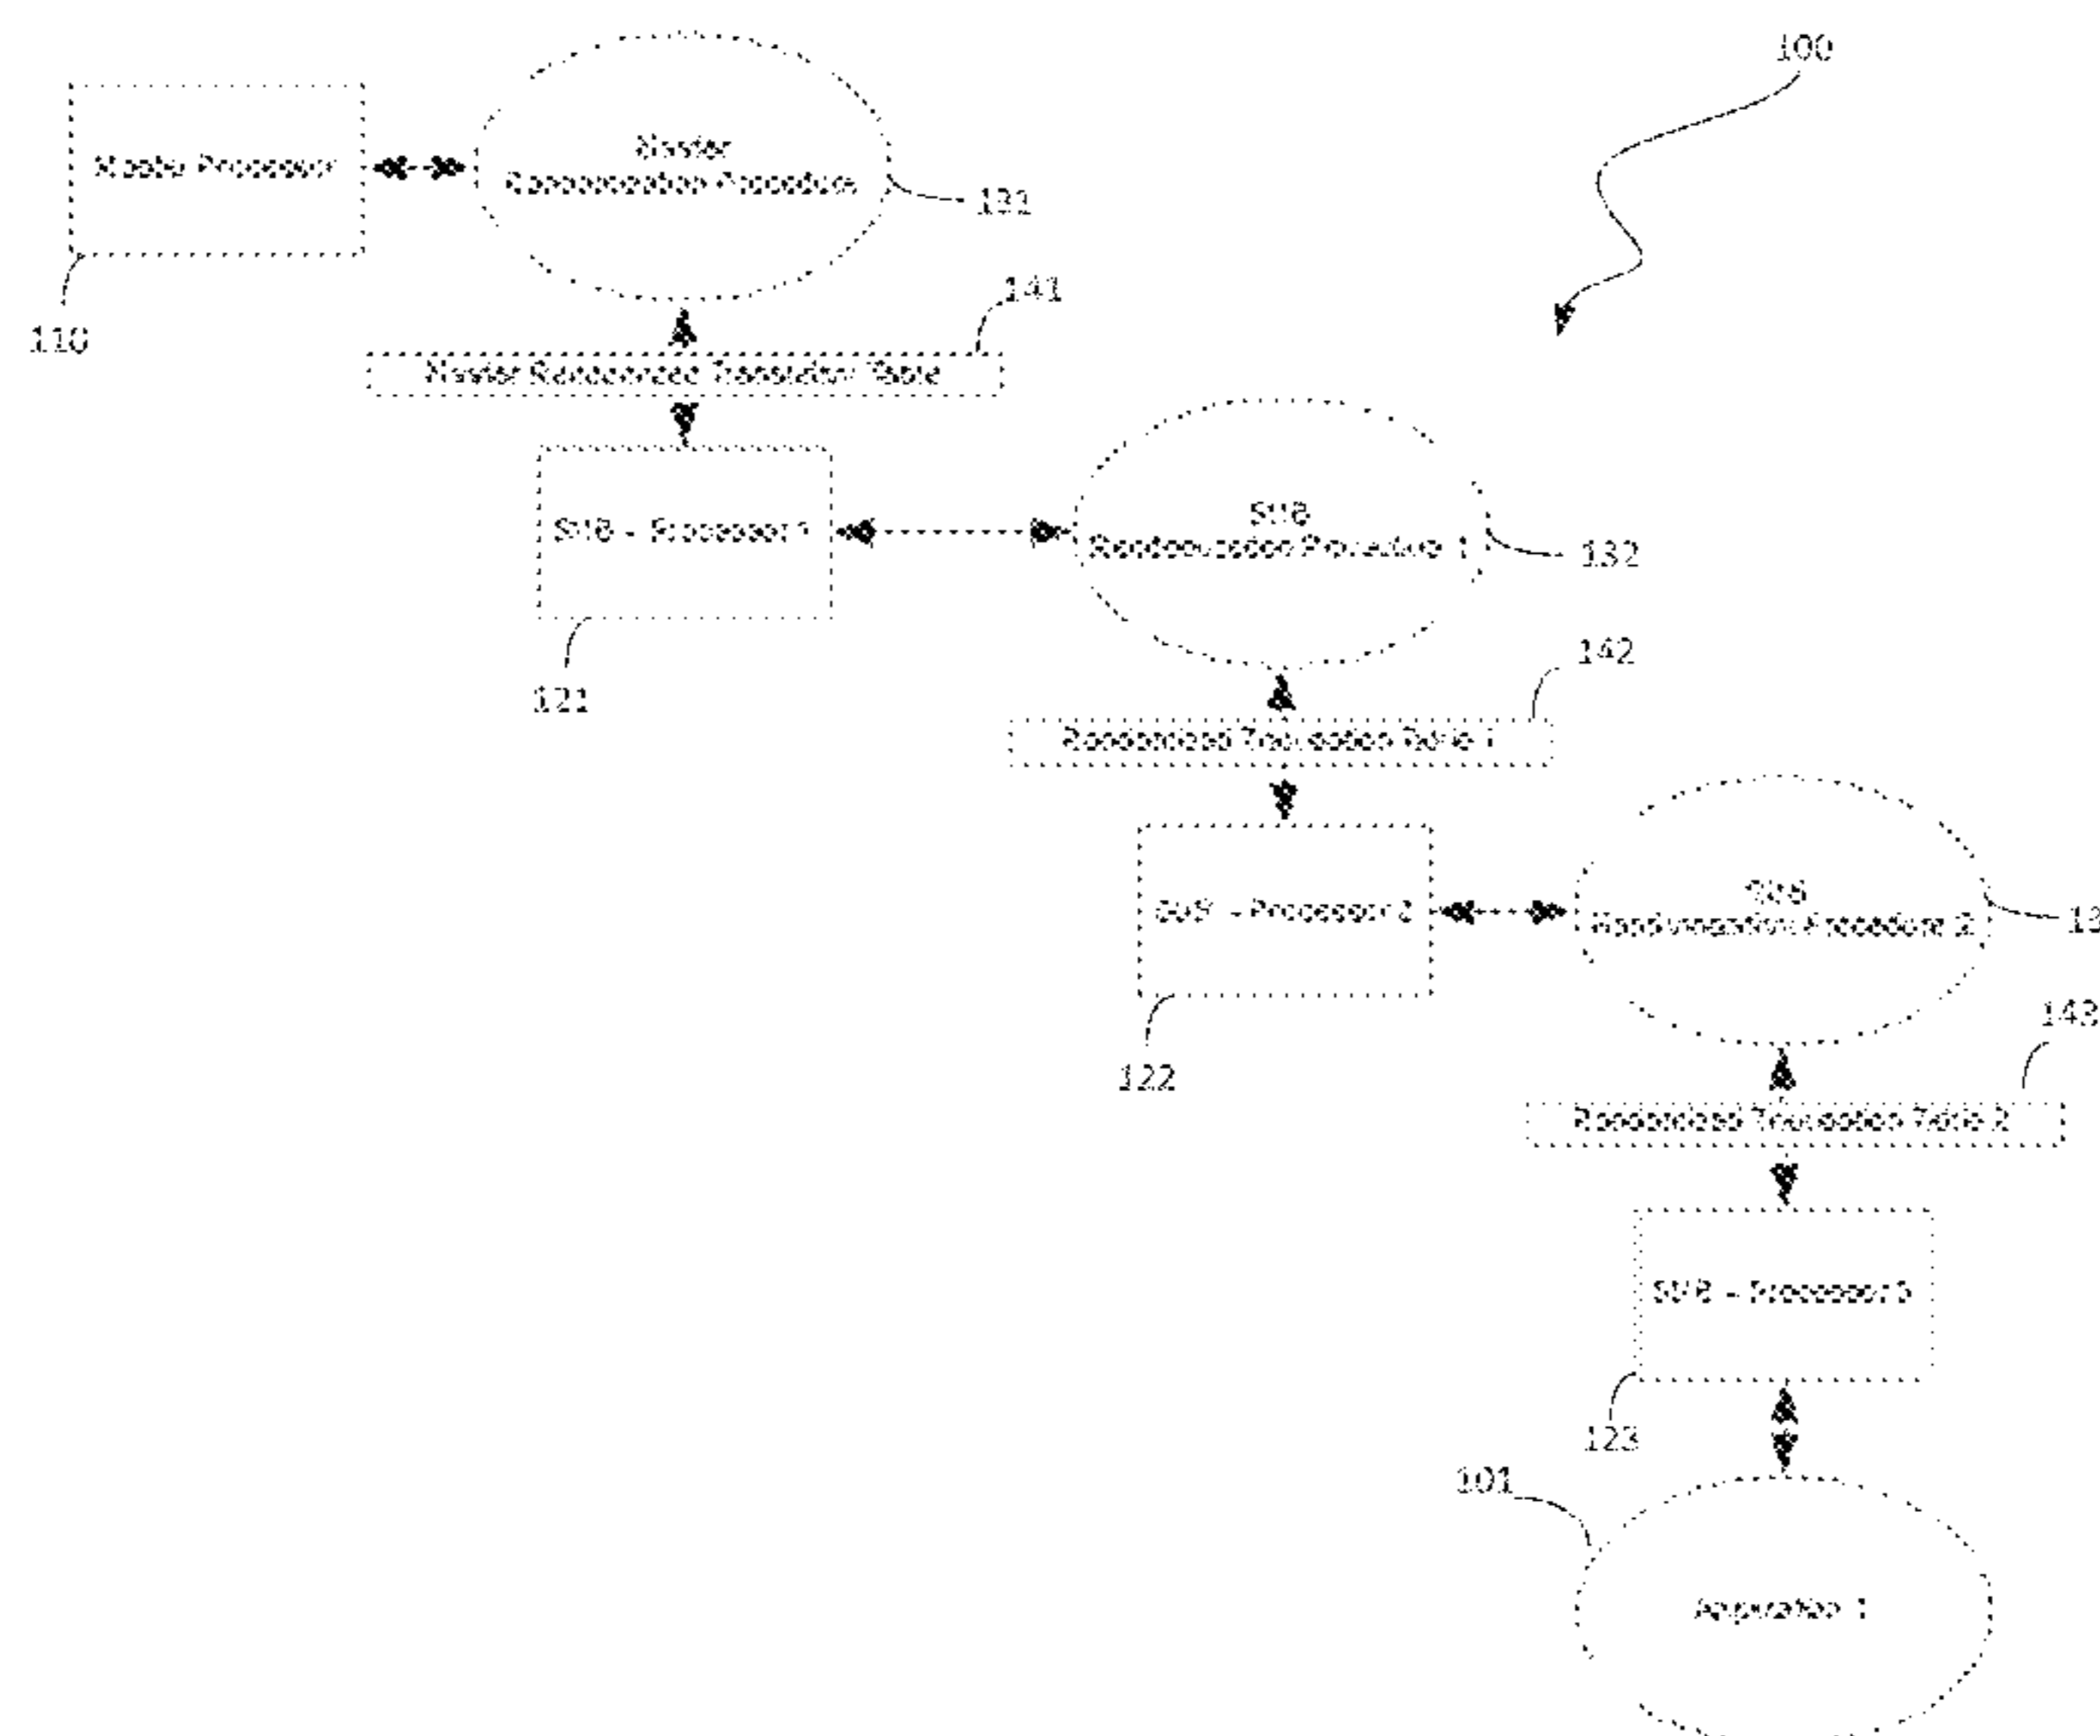 100
Master Processor
Master
Randomization Procedure
131
110
141
Master Randomized Translation Table
SUB - Processor 1
SUB
Randomization Procedure 1
132
121
142
Randomized Translation Table 1
SUB - Processor 2
SUB
Randomization Procedure 2
122
143
Randomized Translation Table 2
SUB - Processor 3
123
101
Application 1